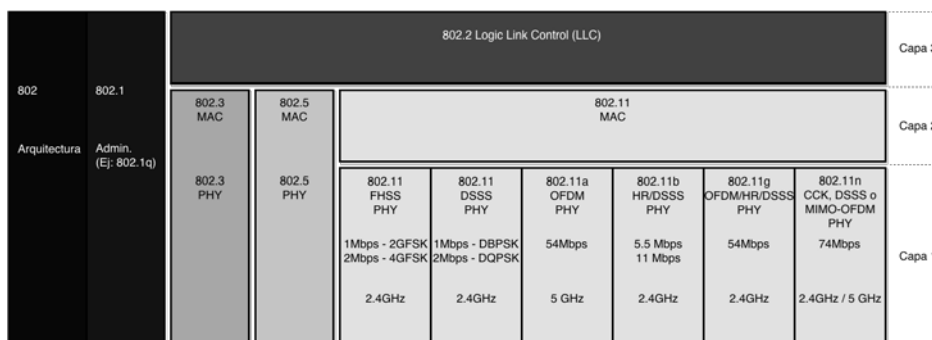 802.2 Logic Link Control (LLC)
Capa 3
802
802.1
Arquitectura
Admin.
(Ej: 802.1q)
802.3
MAC
802.5
MAC
802.11
MAC
Capa 2
802.3
PHY
802.5
PHY
802.11
FHSS
PHY
1Mbps - 2GFSK
2Mbps - 4GFSK
2.4GHz
802.11
DSSS
PHY
1Mbps - DBPSK
2Mbps - DQPSK
2.4GHz
802.11a
OFDM
PHY
54Mbps
5 GHz
802.11b
HR/DSSS
PHY
5.5 Mbps
11 Mbps
2.4GHz
802.11g
OFDM/HR/DSSS
PHY
54Mbps
2.4GHz
802.11n
CCK, DSSS o
MIMO-OFDM
PHY
74Mbps
2.4GHz / 5 GHz
Capa 1